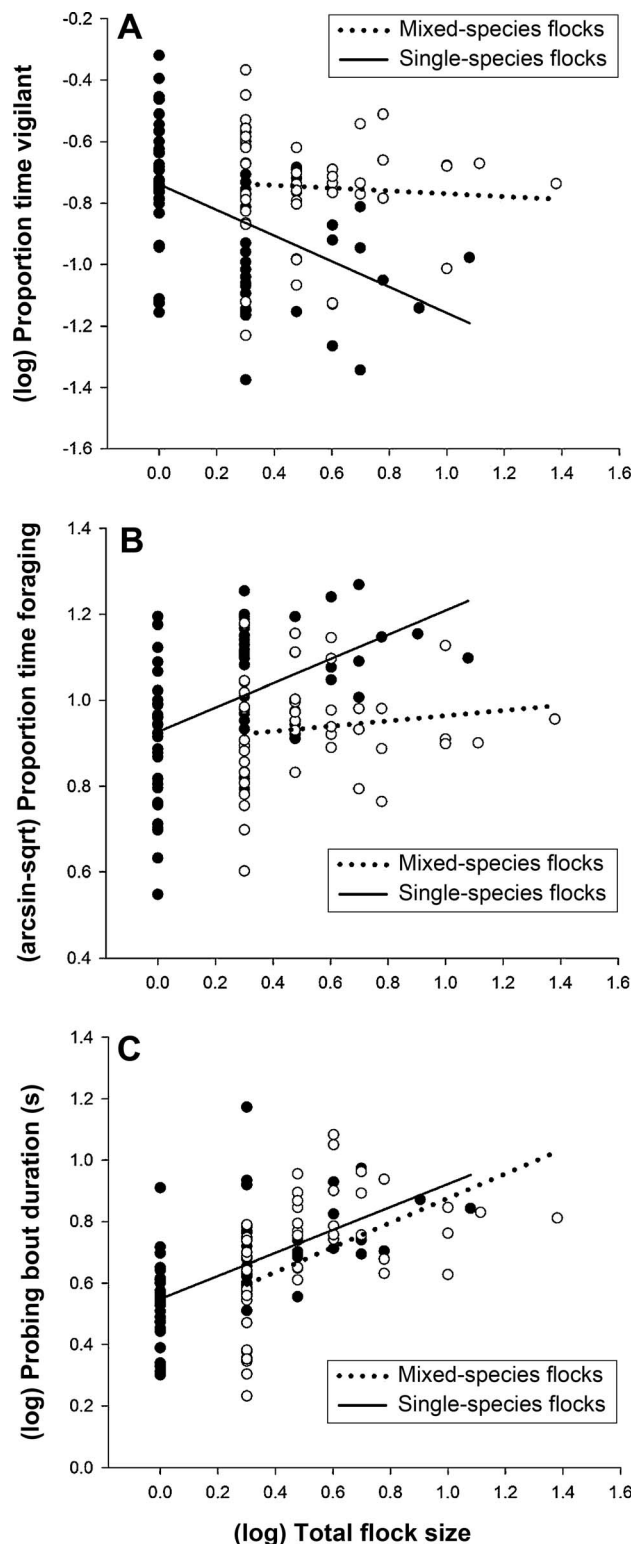 A
Mixed-species flocks
Single-species flocks
(log) Proportion time vigilant
-0.2
-0.4
-0.6
-0.8
-1.0
-1.2
-1.4
-1.6
0.0 0.2 0.4 0.6 0.8 1.0 1.2 1.4 1.6
B
(arcsin-sqrt) Proportion time foraging
1.4
1.2
1.0
0.8
0.6
0.4
Mixed-species flocks
Single-species flocks
0.0 0.2 0.4 0.6 0.8 1.0 1.2 1.4 1.6
C
(log) Probing bout duration (s)
1.4
1.2
1.0
0.8
0.6
0.4
0.2
0.0
Mixed-species flocks
Single-species flocks
0.0 0.2 0.4 0.6 0.8 1.0 1.2 1.4 1.6
(log) Total flock size